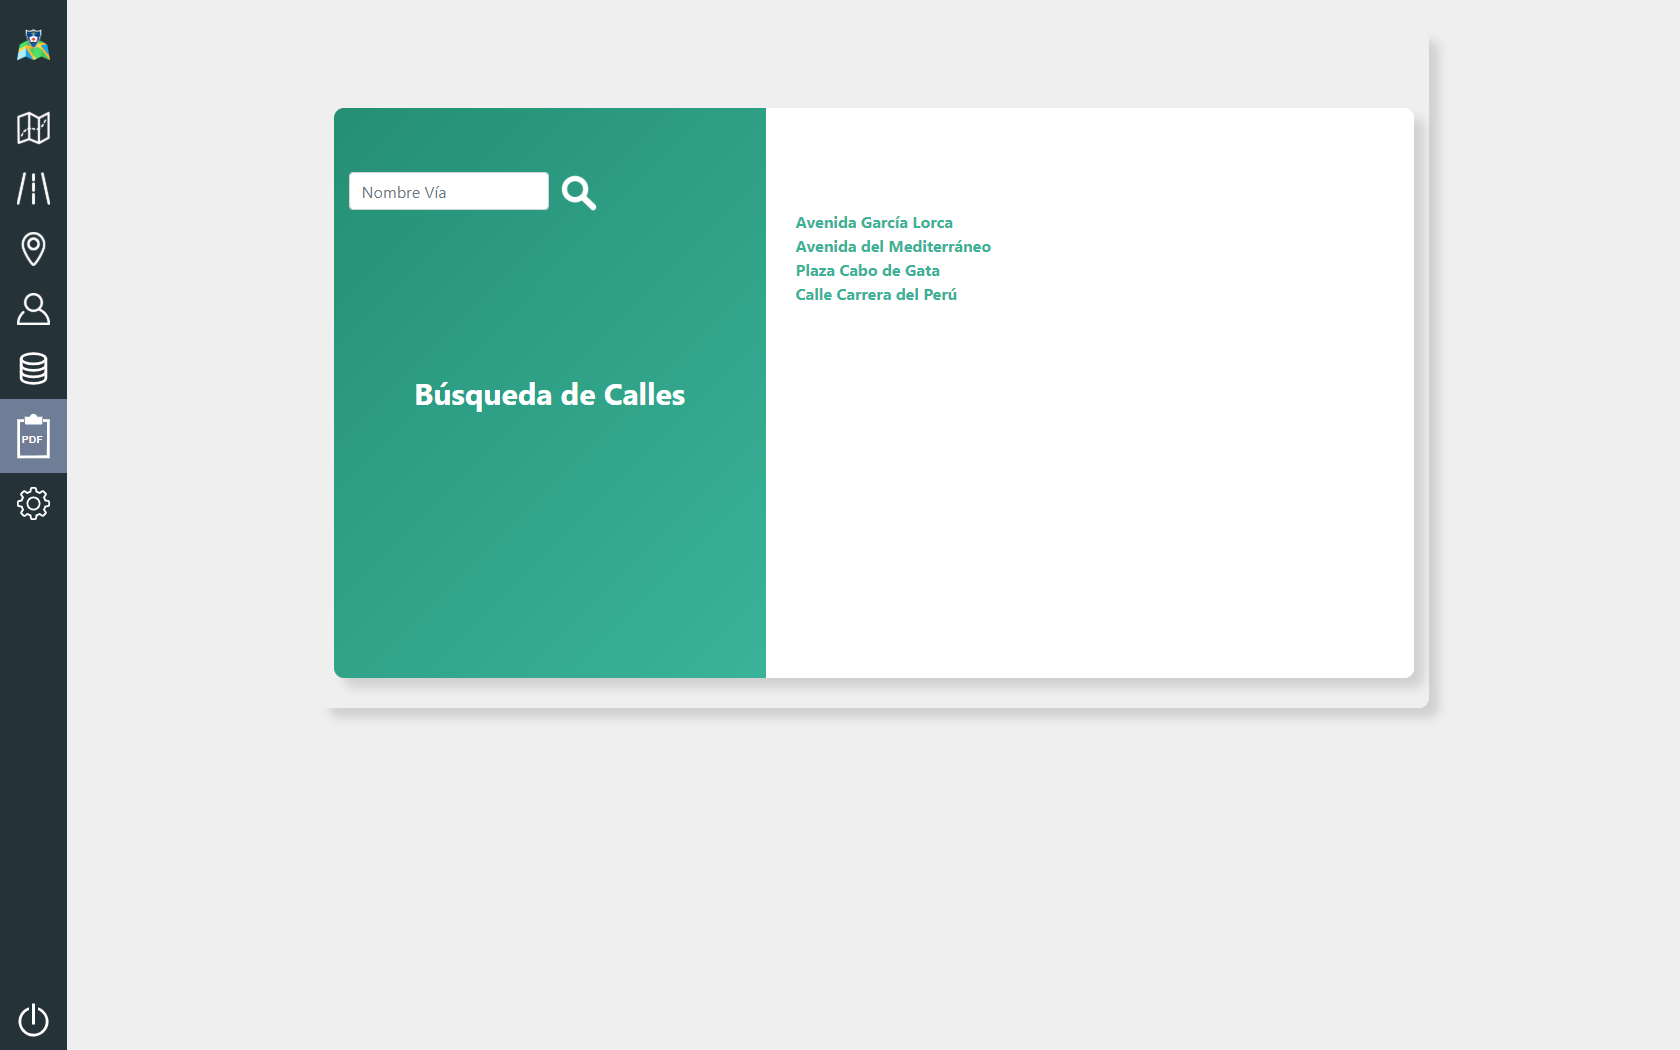 Nombre Vía
Avenida García Lorca
Avenida del Mediterráneo
Plaza Cabo de Gata
Calle Carrera del Perú
Búsqueda de Calles
PDF